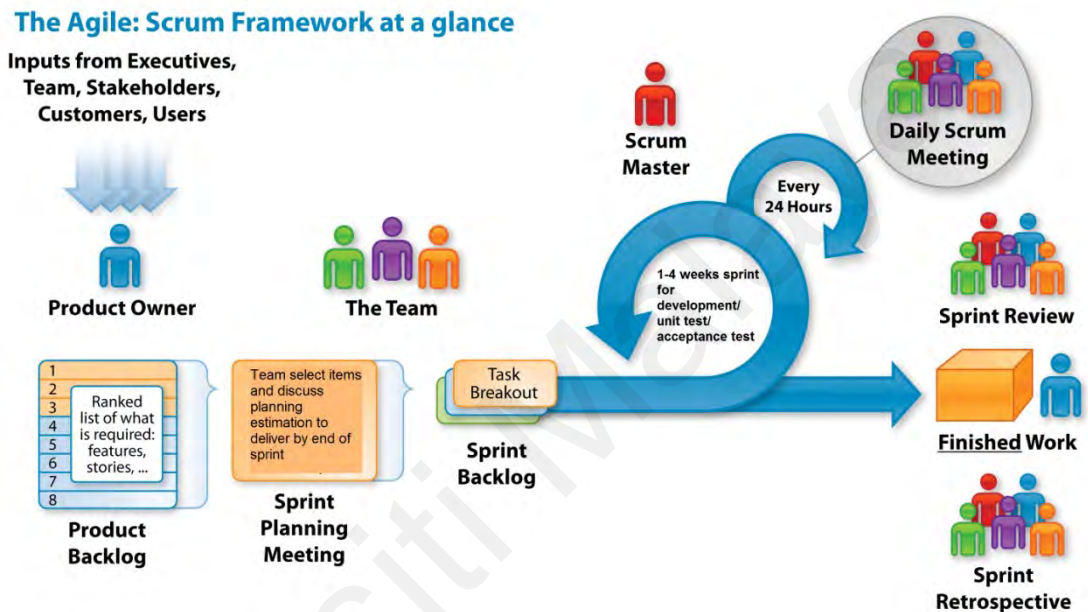 The Agile: Scrum Framework at a glance
Inputs from Executives,
Team, Stakeholders,
Customers, Users
Product Owner
The Team
Scrum
Master
Every
24 Hours
Daily Scrum
Meeting
1-4 weeks sprint
for
development/
unit test/
acceptance test
Sprint Review
1
2
3
4
5
6
7
8
Ranked
list of what
is required:
features,
stories, ...
Product
Backlog
Team select items
and discuss
planning
estimation to
deliver by end of
sprint
Sprint
Planning
Meeting
Task
Breakout
Sprint
Backlog
Finished Work
Sprint
Retrospective